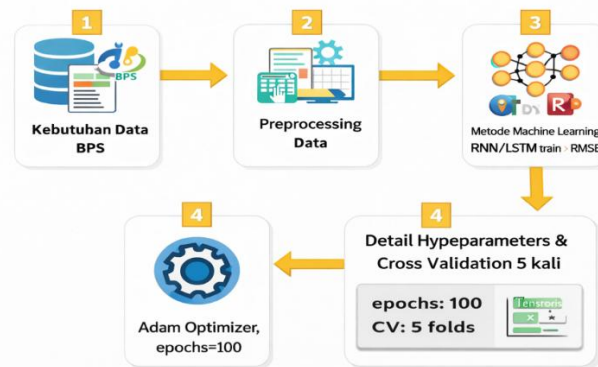 1
BPS
Kebutuhan Data
BPS
2
Preprocessing
Data
3
R
Metode Machine Learning
RNN/LSTM train > RMSE
4
Detail Hypeparameters &
Cross Validation 5 kali
epochs: 100
CV: 5 folds
4
Adam Optimizer,
epochs=100